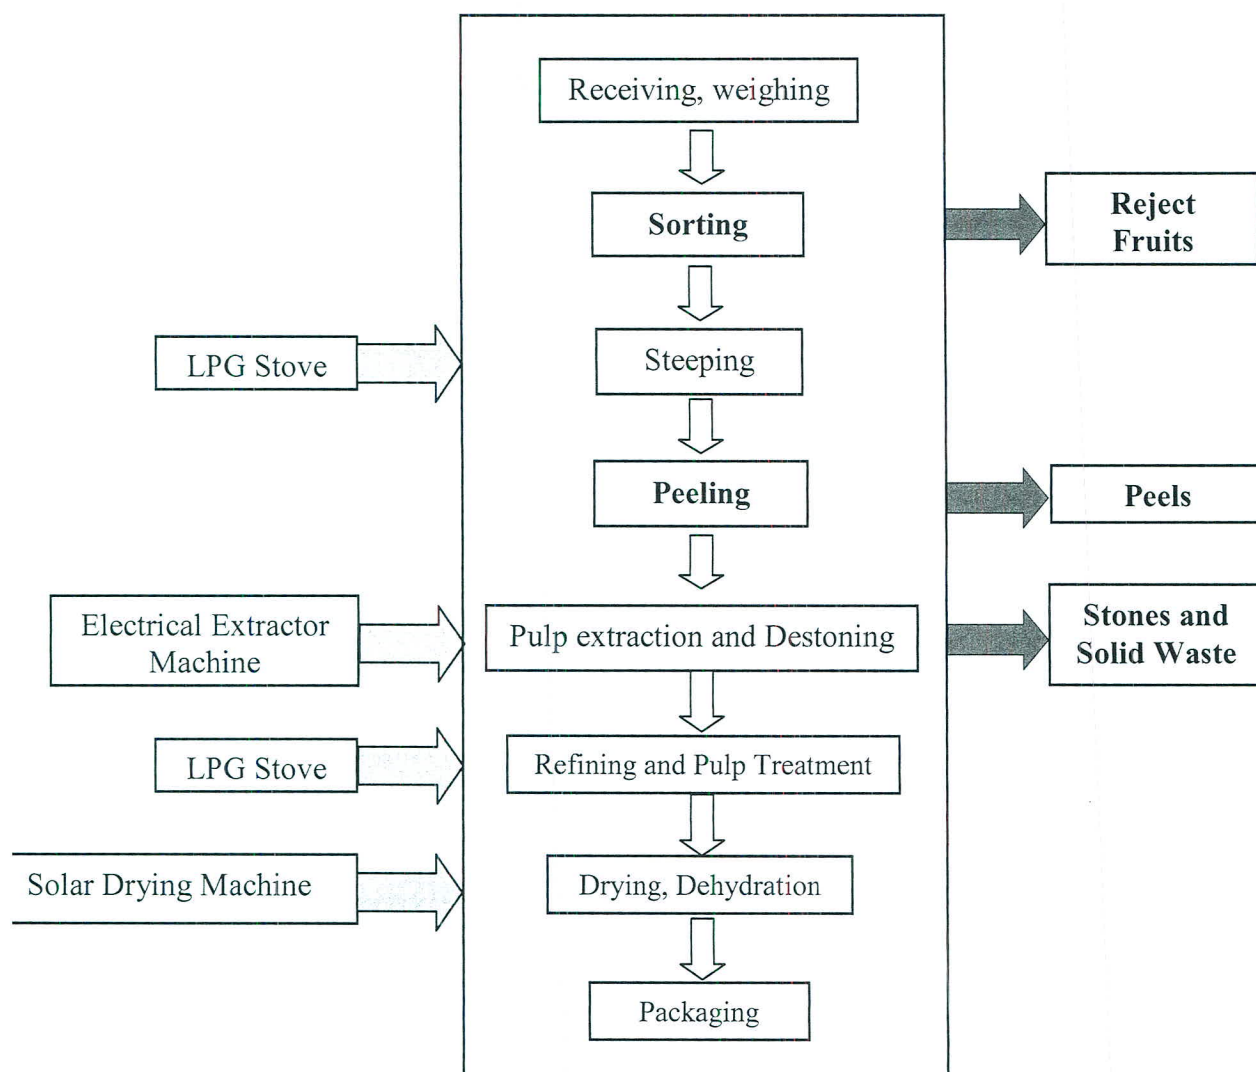 Receiving, weighing
Sorting
Reject
Fruits
LPG Stove
Steeping
Peeling
Peels
Electrical Extractor
Machine
Pulp extraction and Destoning
Stones and
Solid Waste
LPG Stove
Refining and Pulp Treatment
Solar Drying Machine
Drying, Dehydration
Packaging